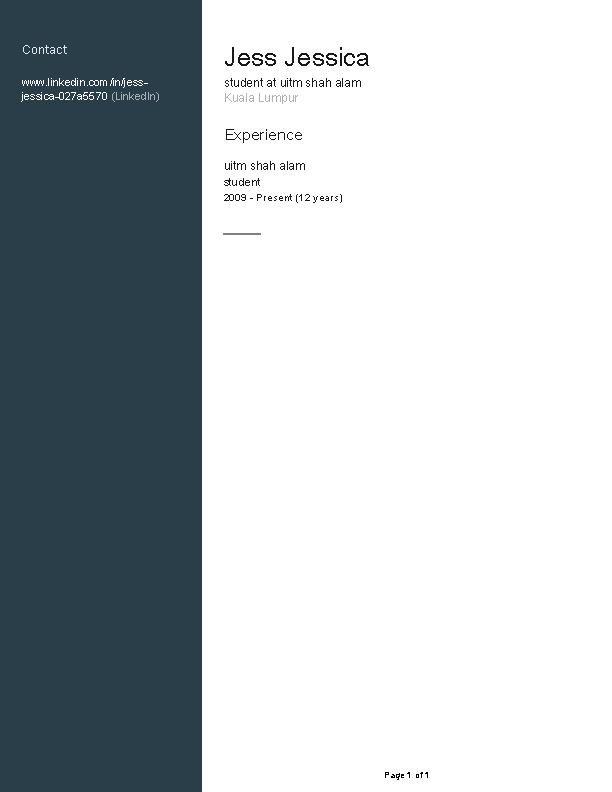 Contact
www.linkedin.com/in/jess-
jessica-027a5570 (LinkedIn)
Jess Jessica
student at uitm shah alam
Kuala Lumpur
Experience
uitm shah alam
student
2009 - Present (12 years)
Page 1 of 1